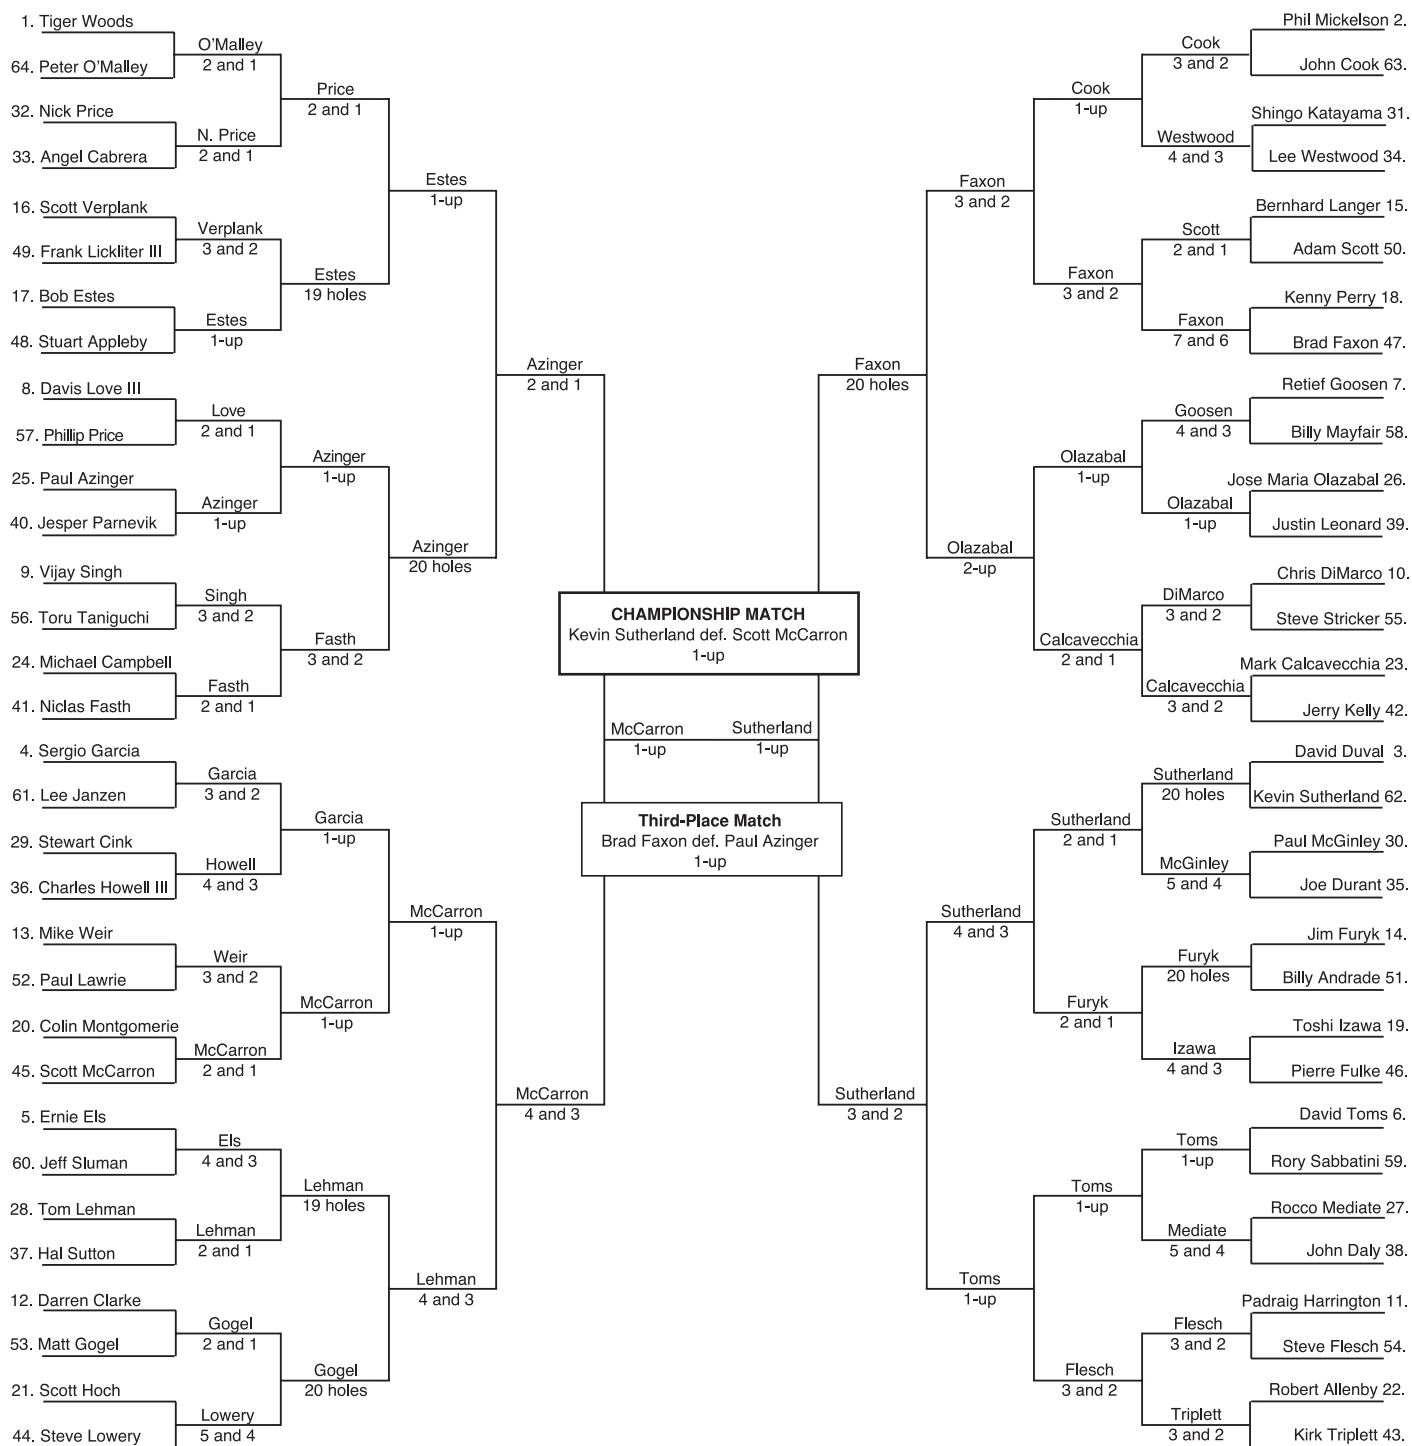 1. Tiger Woods
64. Peter O'Malley
32. Nick Price
33. Angel Cabrera
16. Scott Verplank
49. Frank Lickliter III
17. Bob Estes
48. Stuart Appleby
8. Davis Love III
57. Phillip Price
25. Paul Azinger
40. Jesper Parnevik
9. Vijay Singh
56. Toru Taniguchi
24. Michael Campbell
41. Niclas Fasth
4. Sergio Garcia
61. Lee Janzen
29. Stewart Cink
36. Charles Howell III
13. Mike Weir
52. Paul Lawrie
20. Colin Montgomerie
45. Scott McCarron
5. Ernie Els
60. Jeff Sluman
28. Tom Lehman
37. Hal Sutton
12. Darren Clarke
53. Matt Gogel
21. Scott Hoch
44. Steve Lowery
O'Malley
2 and 1
N. Price
2 and 1
Verplank
3 and 2
Estes
1-up
Love
2 and 1
Azinger
1-up
Singh
3 and 2
Fasth
2 and 1
Garcia
3 and 2
Howell
4 and 3
Weir
3 and 2
McCarron
2 and 1
Els
4 and 3
Lehman
2 and 1
Gogel
2 and 1
Lowery
5 and 4
Price
2 and 1
Estes
19 holes
Azinger
1-up
Fasth
3 and 2
Garcia
1-up
McCarron
1-up
Lehman
19 holes
Gogel
20 holes
Estes
1-up
Azinger
20 holes
McCarron
1-up
Lehman
4 and 3
Azinger
2 and 1
McCarron
4 and 3
CHAMPIONSHIP MATCH
Kevin Sutherland def. Scott McCarron
1-up
McCarron
1-up
Sutherland
1-up
Third-Place Match
Brad Faxon def. Paul Azinger
1-up
Faxon
20 holes
Sutherland
3 and 2
Faxon
3 and 2
Olazabal
2-up
Sutherland
4 and 3
Toms
1-up
Cook
1-up
Faxon
3 and 2
Olazabal
1-up
Calcavecchia
2 and 1
Sutherland
2 and 1
Furyk
2 and 1
Toms
1-up
Flesch
3 and 2
Cook
3 and 2
Westwood
4 and 3
Scott
2 and 1
Faxon
7 and 6
Goosen
4 and 3
Olazabal
1-up
DiMarco
3 and 2
Calcavecchia
3 and 2
Sutherland
20 holes
McGinley
5 and 4
Furyk
20 holes
Izawa
4 and 3
Toms
1-up
Mediate
5 and 4
Flesch
3 and 2
Triplett
3 and 2
Phil Mickelson 2.
John Cook 63.
Shingo Katayama 31.
Lee Westwood 34.
Bernhard Langer 15.
Adam Scott 50.
Kenny Perry 18.
Brad Faxon 47.
Retief Goosen 7.
Billy Mayfair 58.
Jose Maria Olazabal 26.
Justin Leonard 39.
Chris DiMarco 10.
Steve Stricker 55.
Mark Calcavecchia 23.
Jerry Kelly 42.
David Duval 3.
Kevin Sutherland 62.
Paul McGinley 30.
Joe Durant 35.
Jim Furyk 14.
Billy Andrade 51.
Toshi Izawa 19.
Pierre Fulke 46.
David Toms 6.
Rory Sabbatini 59.
Rocco Mediate 27.
John Daly 38.
Padraig Harrington 11.
Steve Flesch 54.
Robert Allenby 22.
Kirk Triplett 43.